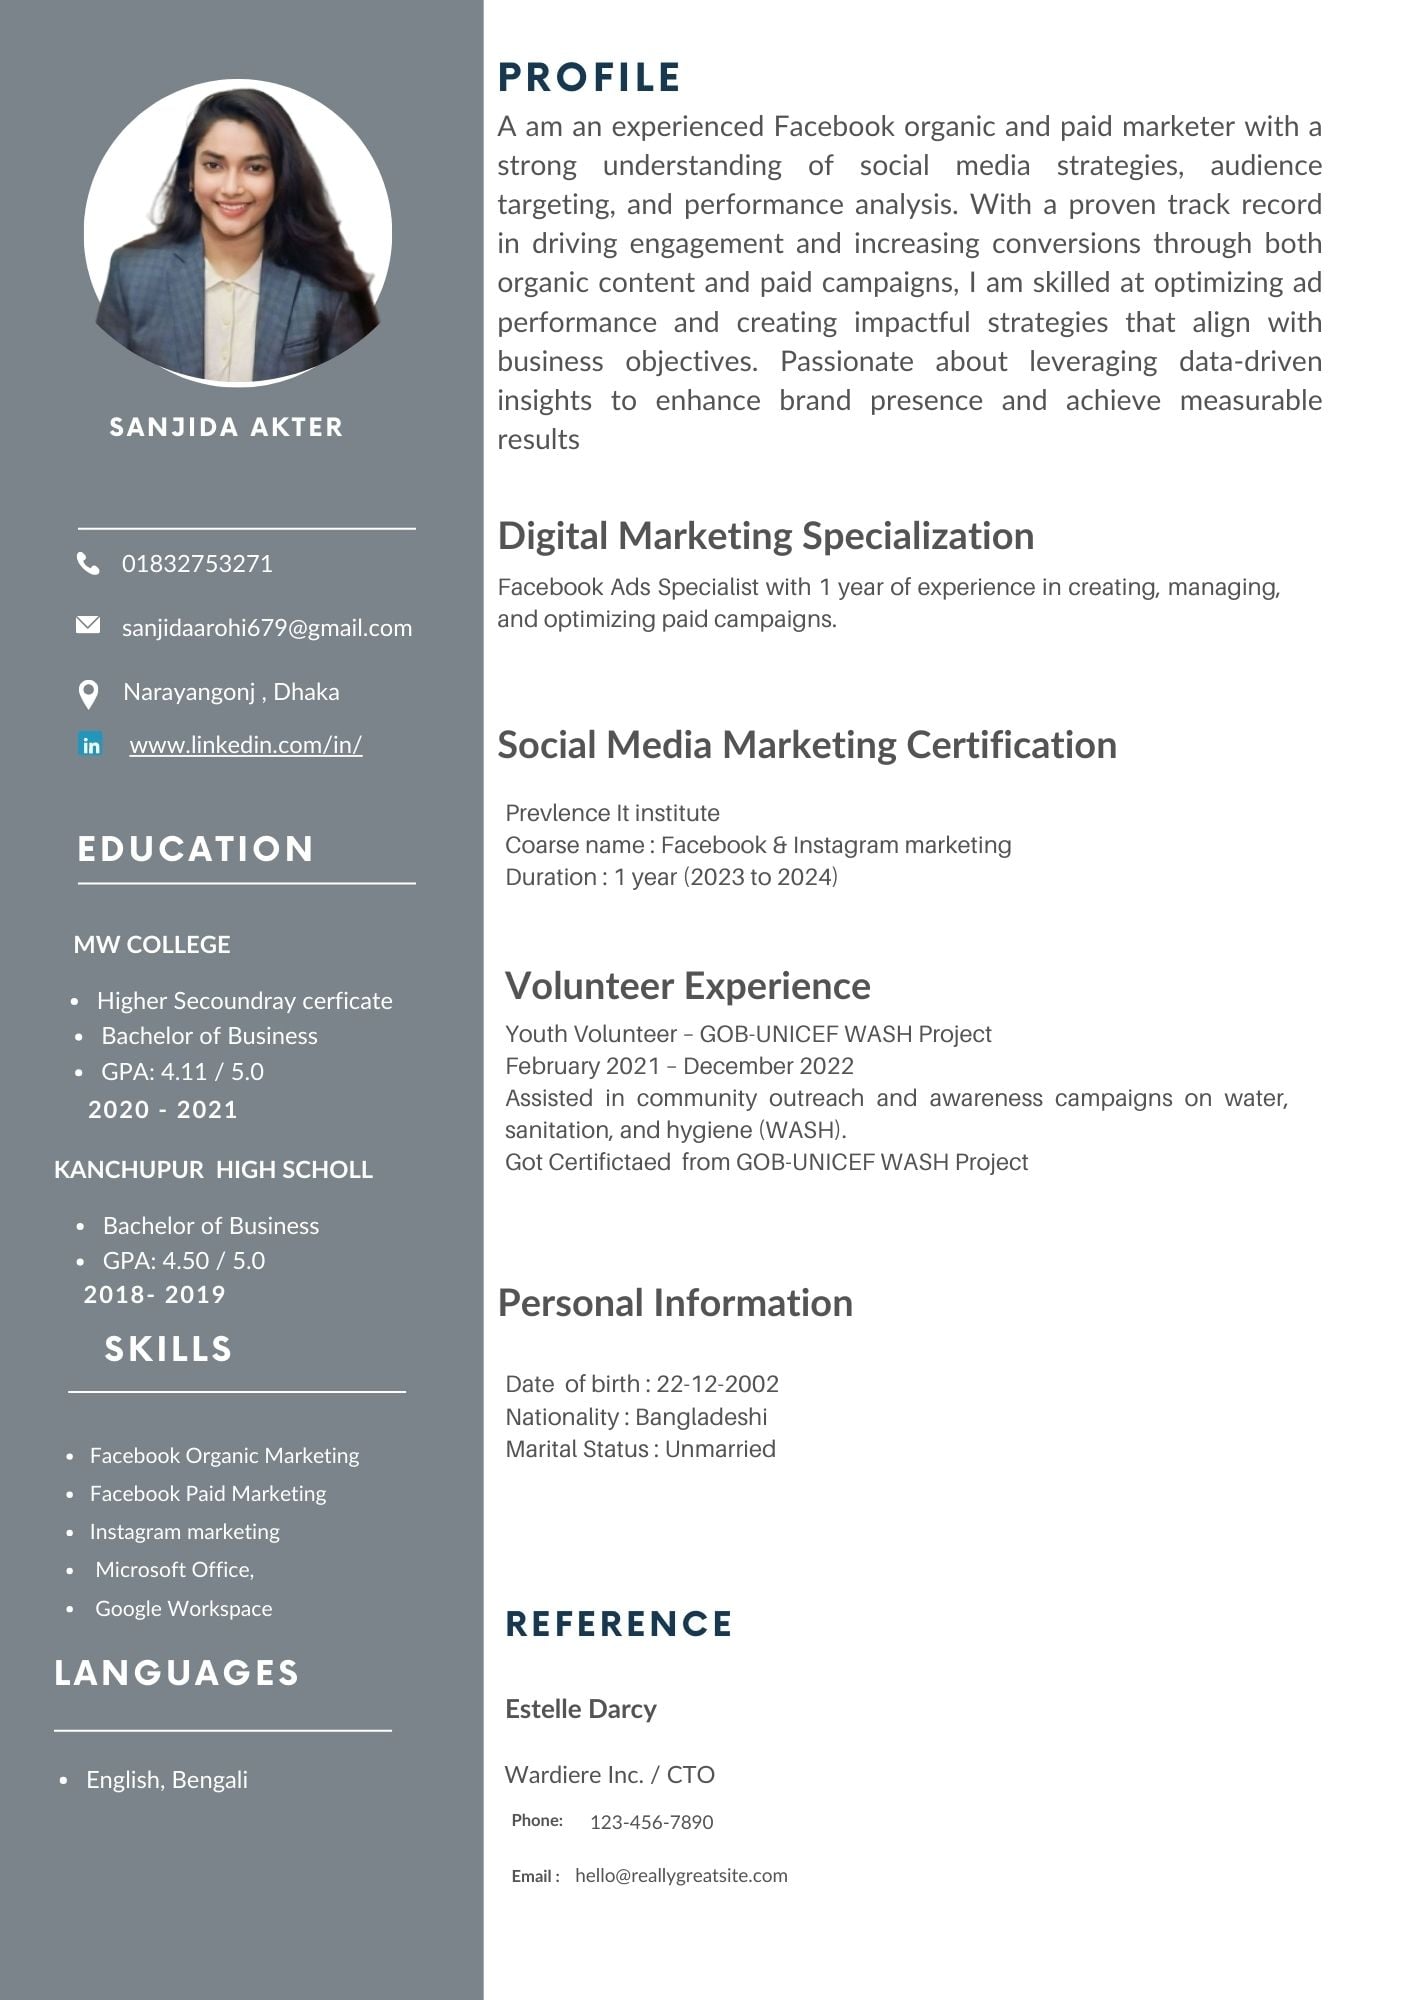 SANJIDA AKTER
01832753271
sanjidaarohi679@gmail.com
Narayangonj , Dhaka
in www.linkedin.com/in/
EDUCATION
MW COLLEGE
• Higher Secoundray cerficate
• Bachelor of Business
• GPA: 4.11 / 5.0
2020 - 2021
KANCHUPUR HIGH SCHOLL
• Bachelor of Business
• GPA: 4.50 / 5.0
2018- 2019
SKILLS
• Facebook Organic Marketing
• Facebook Paid Marketing
• Instagram marketing
• Microsoft Office,
• Google Workspace
LANGUAGES
• English, Bengali
PROFILE
A am an experienced Facebook organic and paid marketer with a
strong understanding of social media strategies, audience
targeting, and performance analysis. With a proven track record
in driving engagement and increasing conversions through both
organic content and paid campaigns, I am skilled at optimizing ad
performance and creating impactful strategies that align with
business objectives. Passionate about leveraging data-driven
insights to enhance brand presence and achieve measurable
results
Digital Marketing Specialization
Facebook Ads Specialist with 1 year of experience in creating, managing,
and optimizing paid campaigns.
Social Media Marketing Certification
Prevlence It institute
Coarse name : Facebook & Instagram marketing
Duration : 1 year (2023 to 2024)
Volunteer Experience
Youth Volunteer – GOB-UNICEF WASH Project
February 2021 – December 2022
Assisted in community outreach and awareness campaigns on water,
sanitation, and hygiene (WASH).
Got Certifictaed from GOB-UNICEF WASH Project
Personal Information
Date of birth : 22-12-2002
Nationality : Bangladeshi
Marital Status : Unmarried
REFERENCE
Estelle Darcy
Wardiere Inc. / CTO
Phone: 123-456-7890
Email : hello@reallygreatsite.com